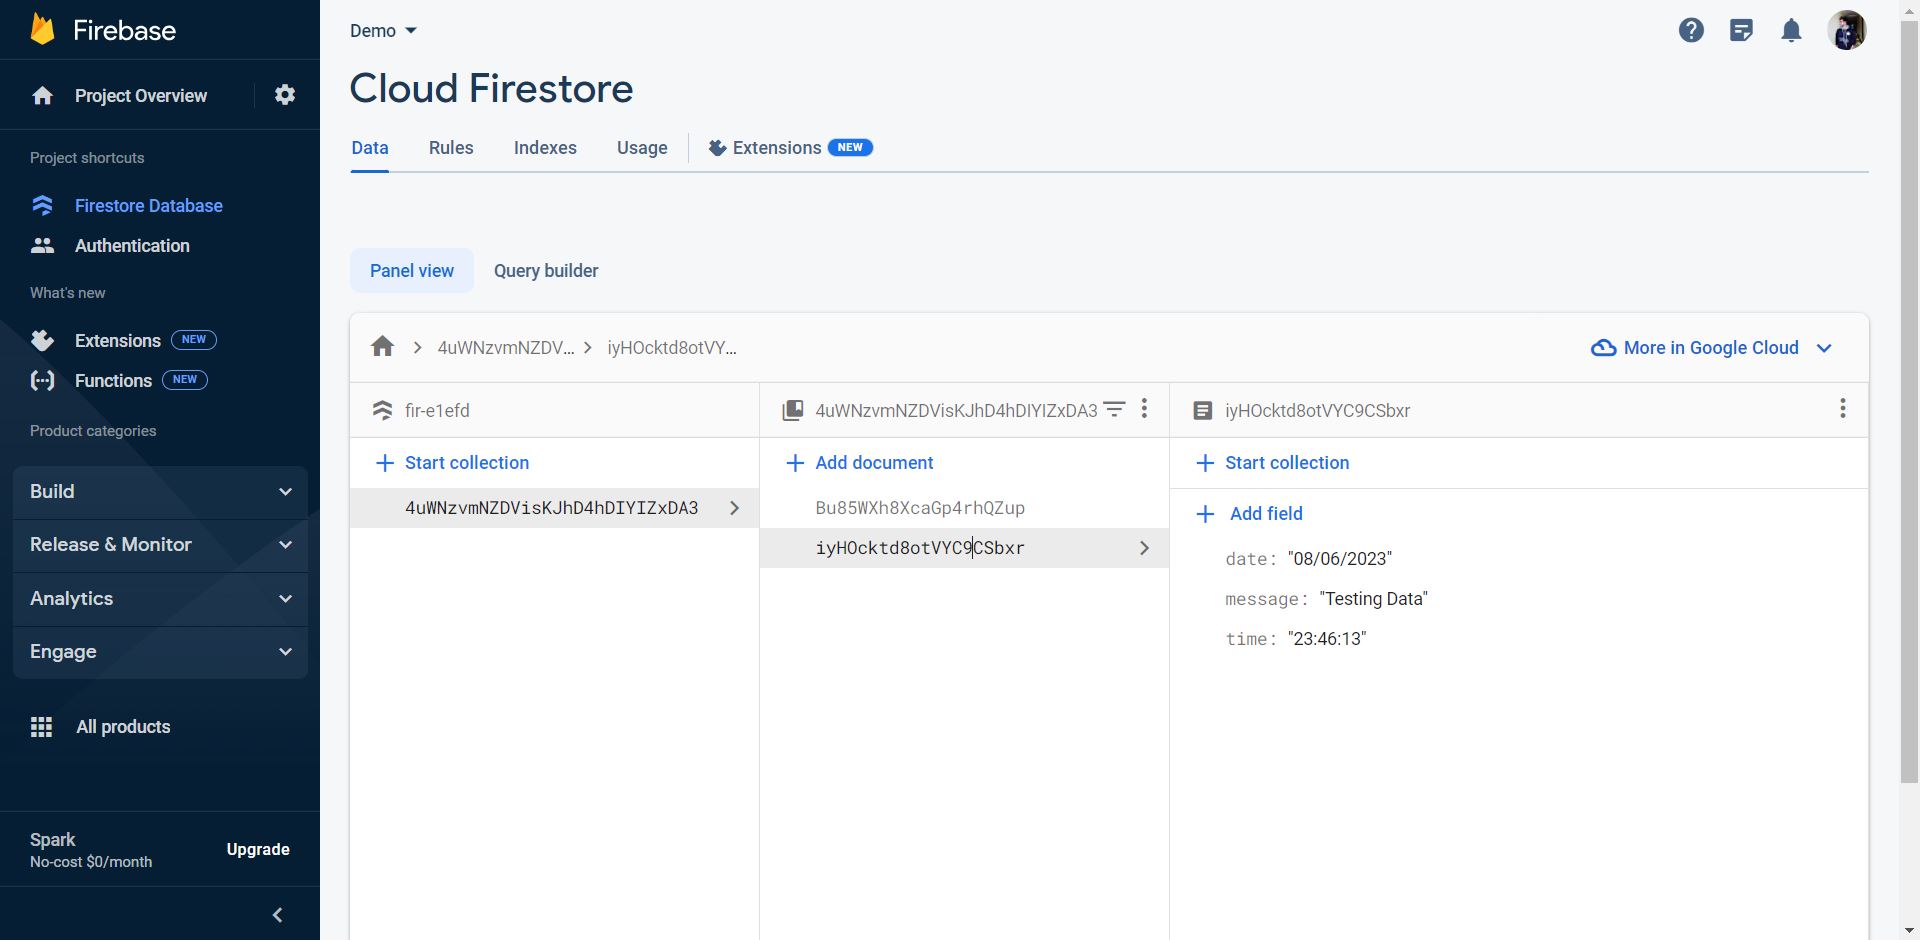 Firebase
Demo
Project Overview
Cloud Firestore
Data Rules Indexes Usage Extensions NEW
Project shortcuts
Firestore Database
Authentication
What's new
Extensions NEW
Functions NEW
Product categories
Build
Release & Monitor
Analytics
Engage
All products
Spark
No-cost $0/month
Upgrade
Panel view Query builder
4uWNzvmNZDV... iyHOcktd8otVY...
More in Google Cloud
fir-e1efd
Start collection
4uWNzvmNZDVisKJhD4hDIYIZxDA3
4uWNzvmNZDVisKJhD4hDIYIZxDA3
Add document
Bu85WXh8XcaGp4rhQZup
iyHOcktd8otVYC9CSbxr
iyHOcktd8otVYC9CSbxr
Start collection
Add field
date: "08/06/2023"
message: "Testing Data"
time: "23:46:13"